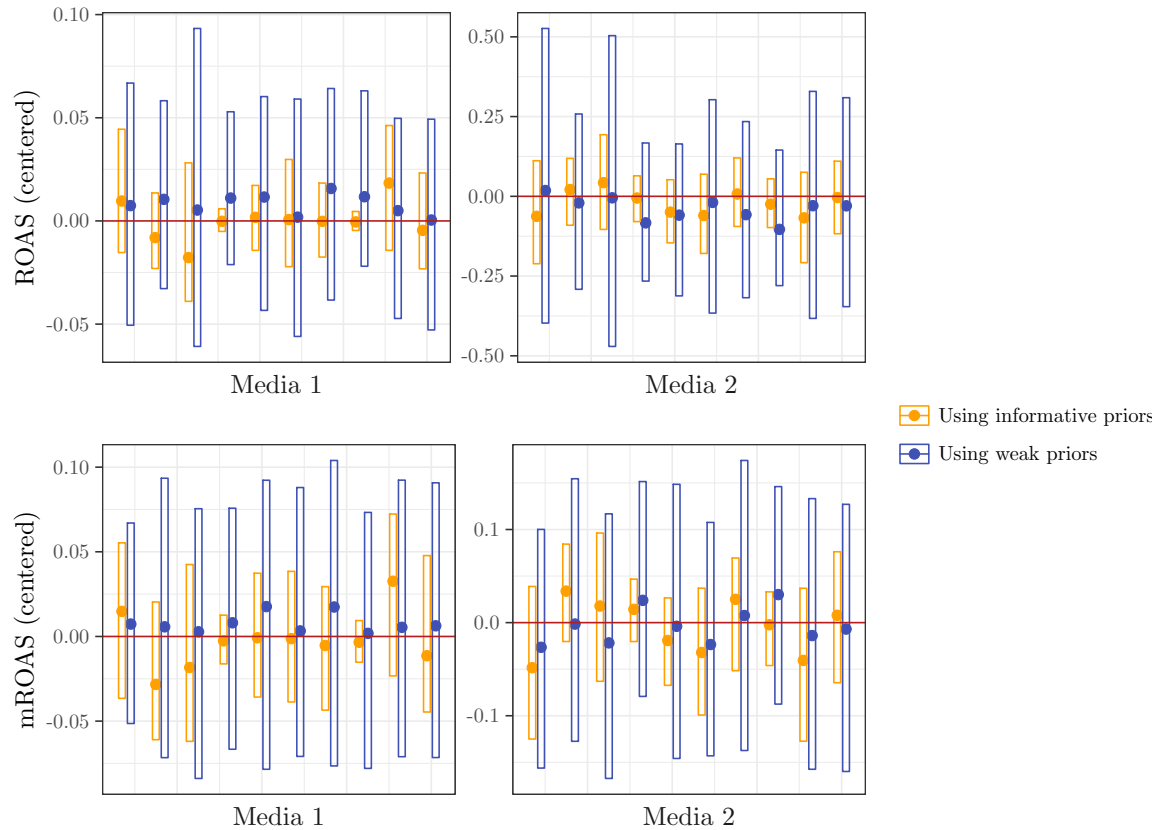 0.10
0.05
0.00
-0.05
ROAS (centered)
Media 1
0.50
0.25
0.00
-0.25
-0.50
Media 2
Using informative priors
Using weak priors
0.10
0.05
0.00
-0.05
mROAS (centered)
Media 1
0.1
0.0
-0.1
Media 2